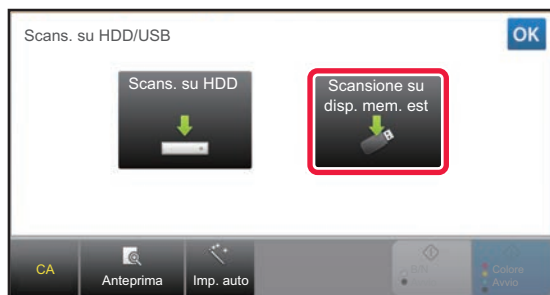 Scans. su HDD/USB
OK
Scans. su HDD
Scansione su
disp. mem. est
CA
Anteprima
Imp. auto
B/N
Colore
Avvio